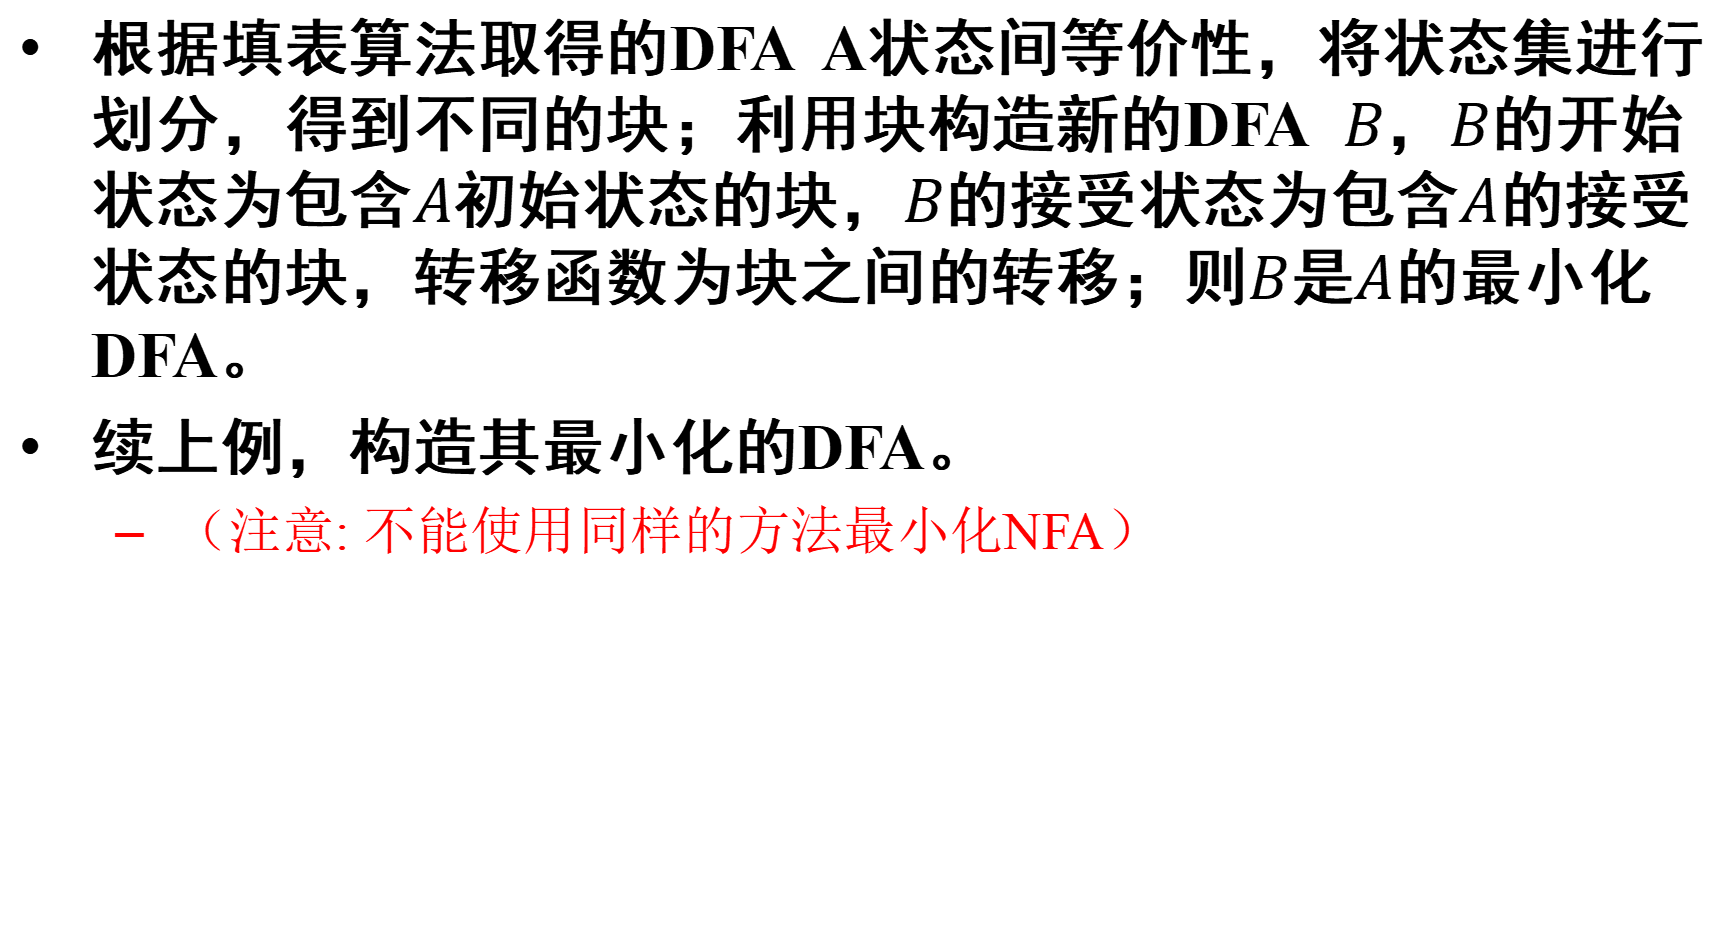 • 根据填表算法取得的DFA A状态间等价性，将状态集进行
划分，得到不同的块；利用块构造新的DFA B，B的开始
状态为包含A初始状态的块，B的接受状态为包含A的接受
状态的块，转移函数为块之间的转移；则B是A的最小化
DFA。
• 续上例，构造其最小化的DFA。
– （注意: 不能使用同样的方法最小化NFA）